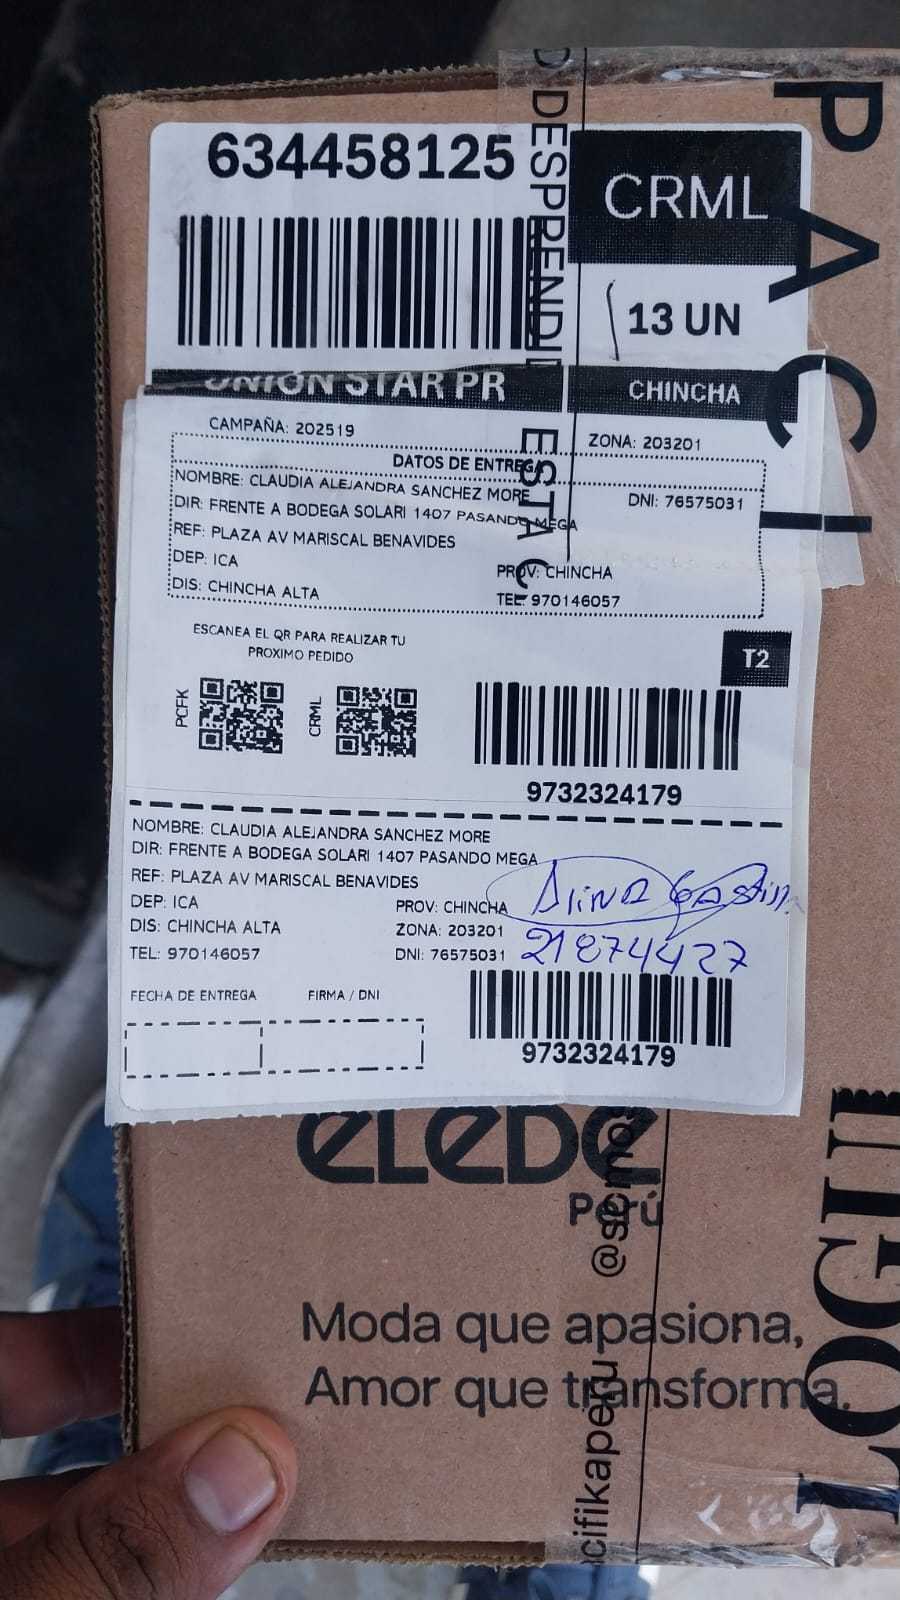 634458125
CRML
13 UN
UNION STAR PR
CHINCHA
CAMPAÑA: 202519
ZONA: 203201
DATOS DE ENTREGA
NOMBRE: CLAUDIA ALEJANDRA SANCHEZ MORE
DNI: 76575031
DIR: FRENTE A BODEGA SOLARI 1407 PASANDO MEGA
REF: PLAZA AV MARISCAL BENAVIDES
DEP: ICA
PROV: CHINCHA
DIS: CHINCHA ALTA
TEL: 970146057
ESCANEA EL QR PARA REALIZAR TU
PROXIMO PEDIDO
T2
PCFK
CRML
9732324179
NOMBRE: CLAUDIA ALEJANDRA SANCHEZ MORE
DIR: FRENTE A BODEGA SOLARI 1407 PASANDO MEGA
REF: PLAZA AV MARISCAL BENAVIDES
DEP: ICA
PROV: CHINCHA
DIS: CHINCHA ALTA
ZONA: 203201
TEL: 970146057
DNI: 76575031
21874427
FECHA DE ENTREGA
FIRMA / DNI
9732324179
Perú
Moda que apasiona,
Amor que transforma.
D DESPRENDI
ESTA C
@somos
cifikaperu
PACI
LOGI